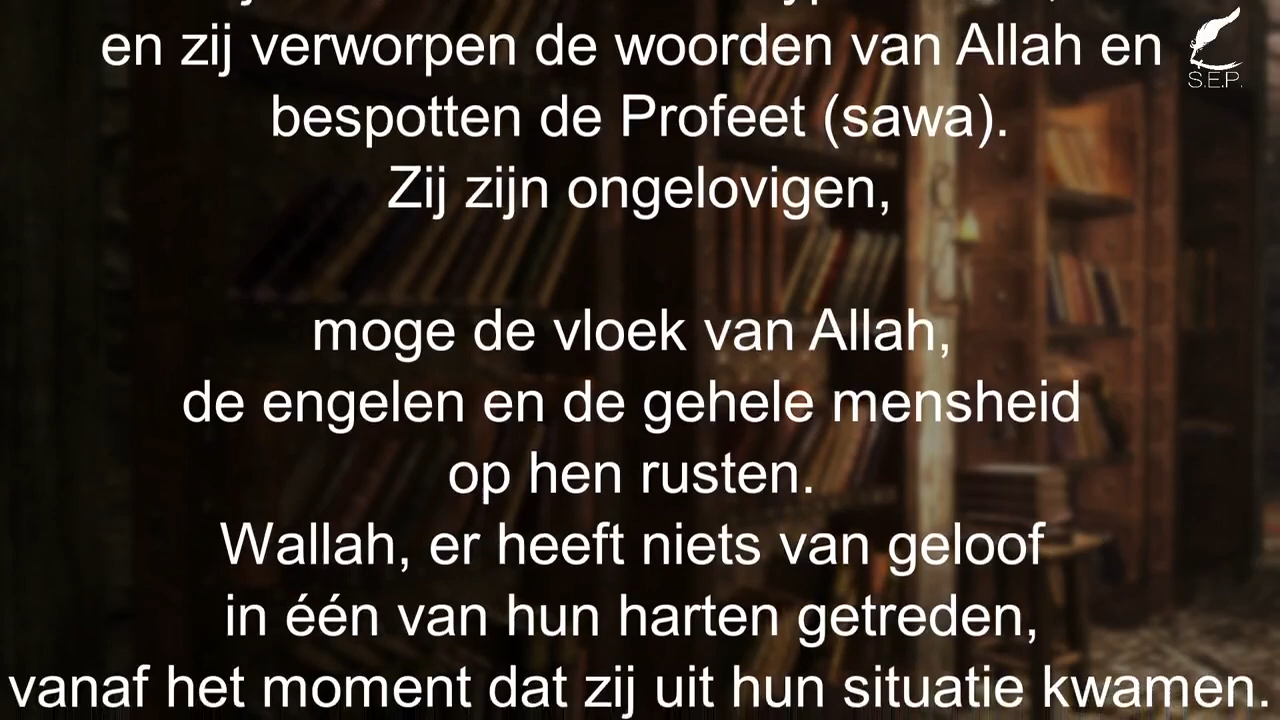 en zij verworpen de woorden van Allah en
bespotten de Profeet (sawa).
Zij zijn ongelovigen,
moge de vloek van Allah,
de engelen en de gehele mensheid
op hen rusten.
Wallah, er heeft niets van geloof
in één van hun harten getreden,
vanaf het moment dat zij uit hun situatie kwamen.
S.E.P.